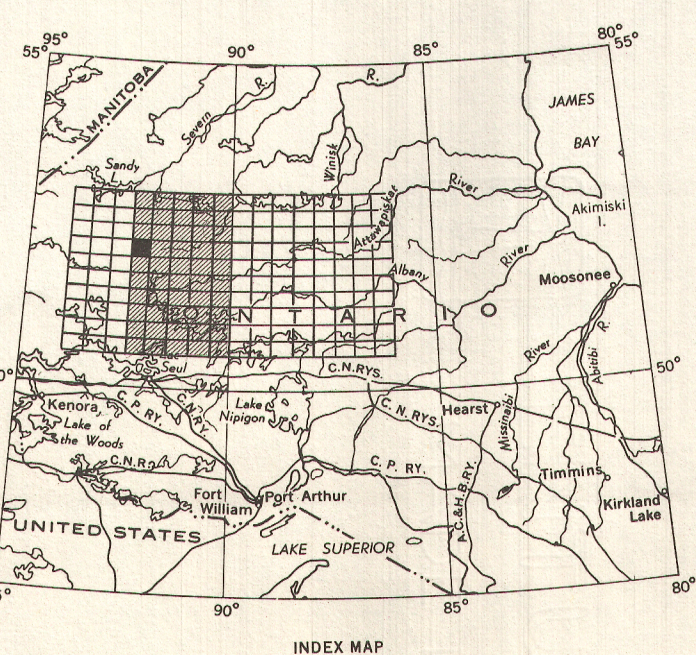 95°
90°
85°
80°
55°
55°
MANITOBA
Severn
R.
R.
JAMES
BAY
Sandy
L.
Winisk
River
Attawapiskat
Akimiski
I.
River
Albany
Moosonee
ONTARIO
River
R.
Abitibi
Seul
C.N.RYS.
50°
0°
Kenora
C.P. RY.
C.N.RY.
Lake
Nipigon
C. N. RYS.
Hearst
Missinaibi
Lake of
the Woods
C.N.R.
C. P. RY.
A.C.&H.B.RY.
Timmins
Fort
William
Port Arthur
Kirkland
Lake
UNITED STATES
LAKE SUPERIOR
5°
90°
85°
80°
INDEX MAP